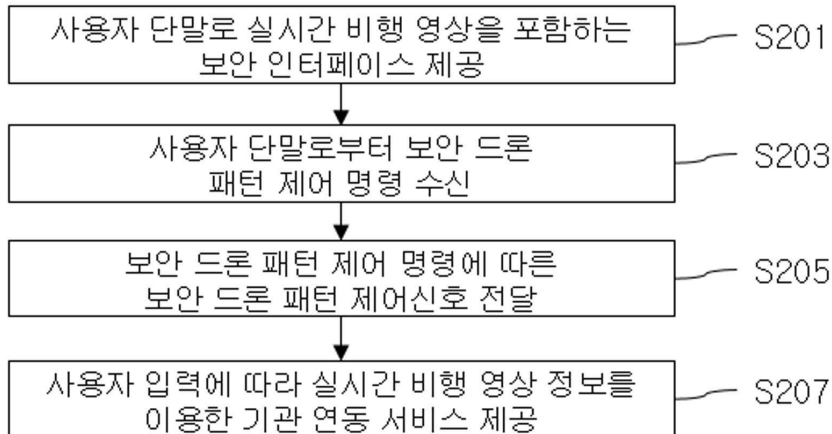 사용자 단말로 실시간 비행 영상을 포함하는
보안 인터페이스 제공
S201
사용자 단말로부터 보안 드론
패턴 제어 명령 수신
S203
보안 드론 패턴 제어 명령에 따른
보안 드론 패턴 제어신호 전달
S205
사용자 입력에 따라 실시간 비행 영상 정보를
이용한 기관 연동 서비스 제공
S207